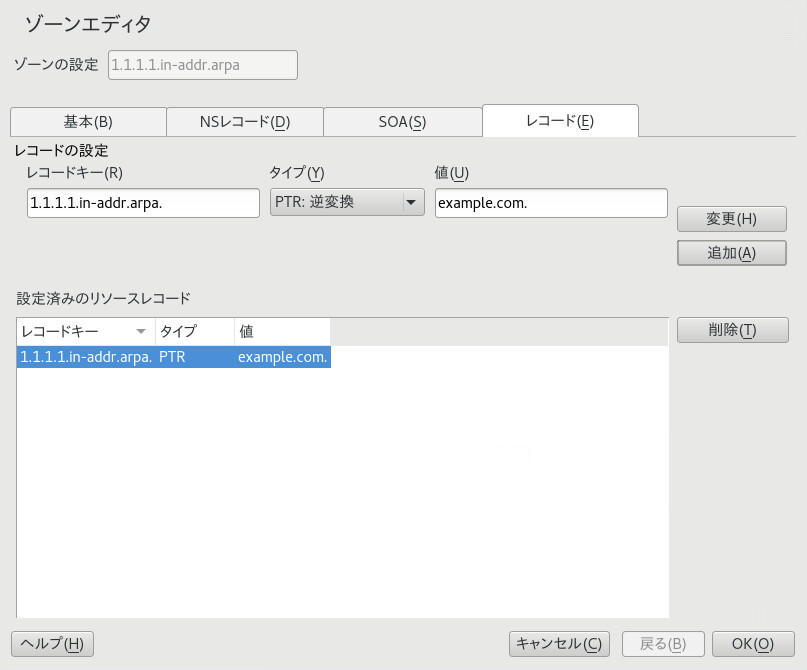 ゾーンエディタ
ゾーンの設定 1.1.1.1.in-addr.arpa
基本(B) NSレコード(D) SOA(S) レコード(E)
レコードの設定
レコードキー(R) タイプ(Y) 値(U)
1.1.1.1.in-addr.arpa. PTR: 逆変換 example.com.
変更(H)
追加(A)
設定済みのリソースレコード
レコードキー タイプ 値 削除(T)
1.1.1.1.in-addr.arpa. PTR example.com.
ヘルプ(H) キャンセル(C) 戻る(B) OK(O)